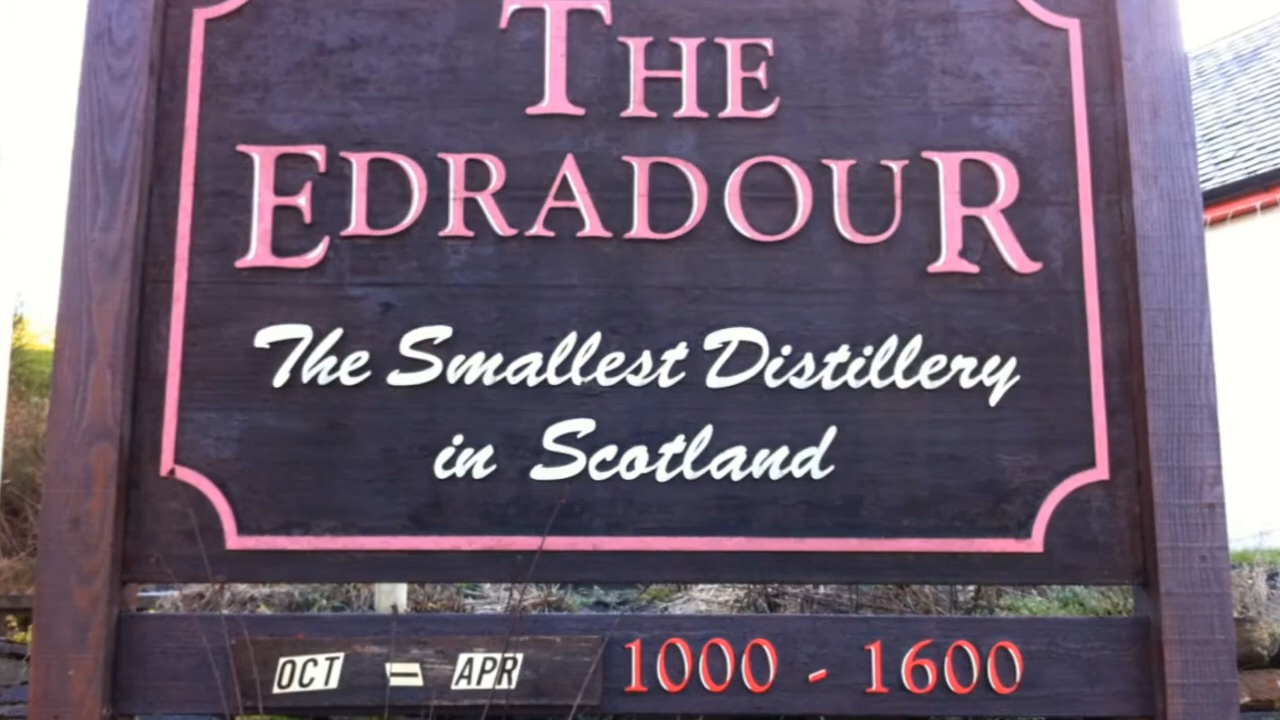 THE
EDRADOUR
The Smallest Distillery
in Scotland
OCT - APR 1000 - 1600